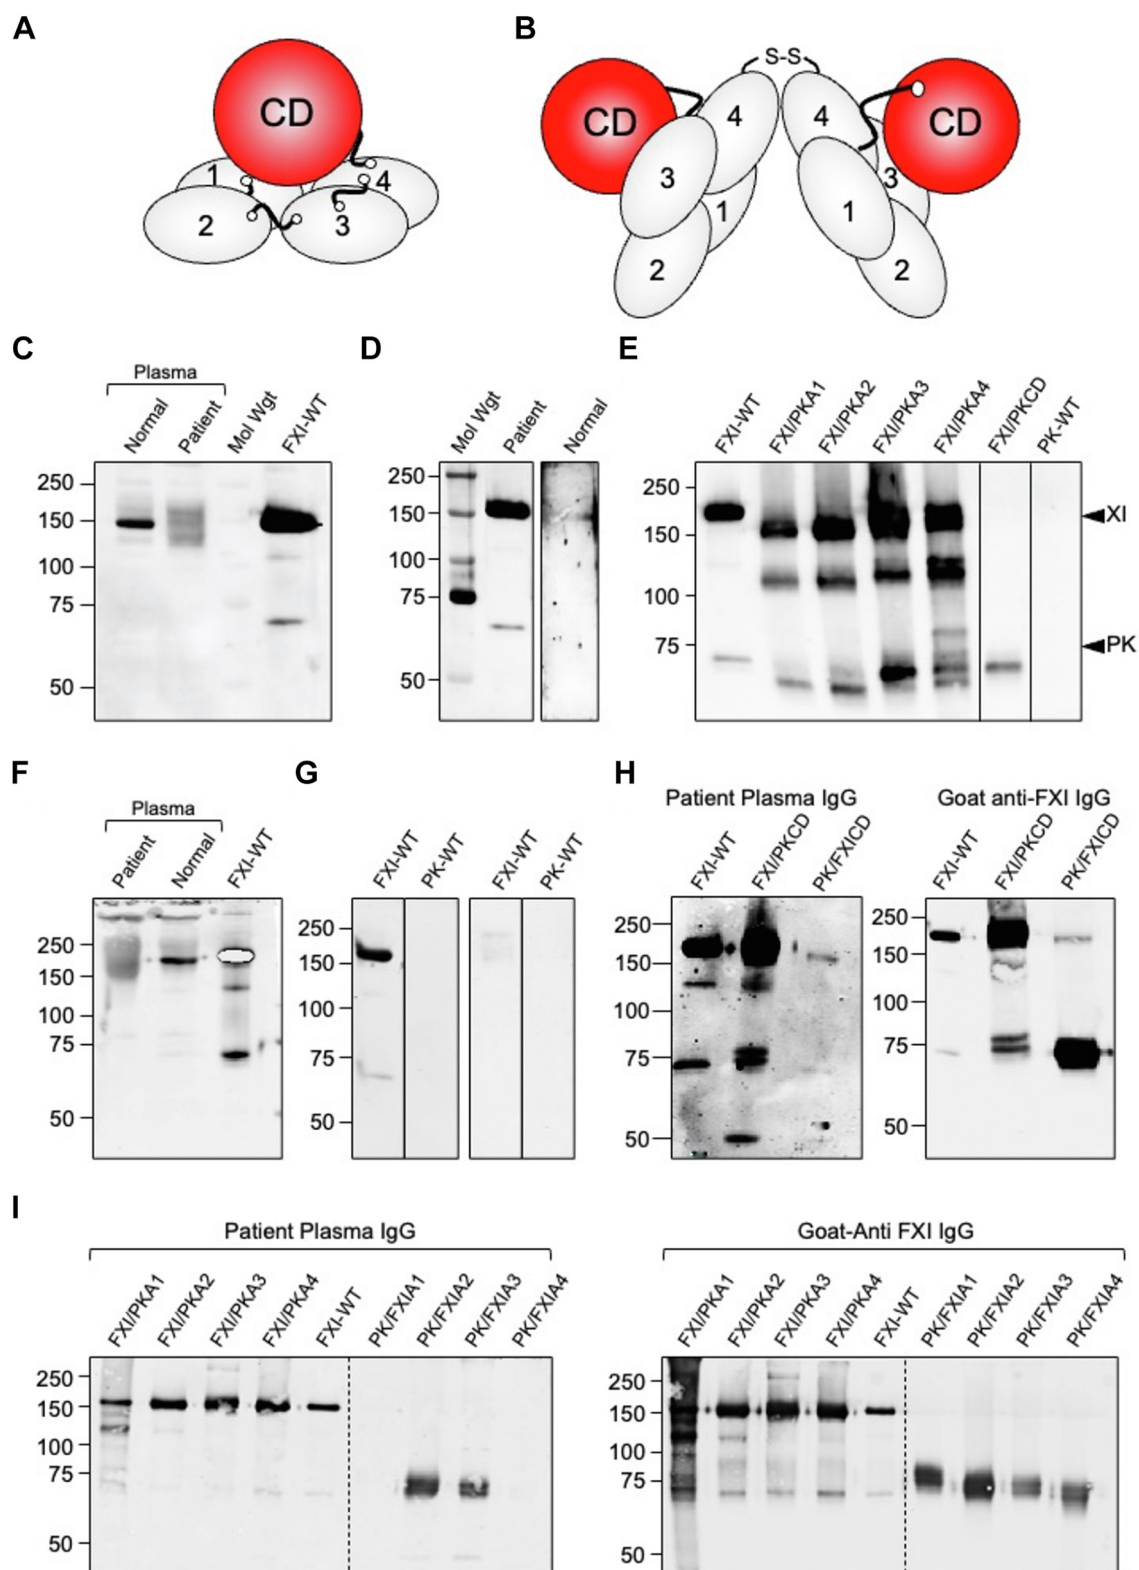 A
CD
1
4
2
3
B
S-S
CD
4
4
CD
3
3
1
1
2
2
C
Plasma
Normal
Patient
Mol Wgt
FXI-WT
250
150
100
75
50
D
Mol Wgt
Patient
Normal
250
150
100
75
50
E
FXI-WT
FXI/PKA1
FXI/PKA2
FXI/PKA3
FXI/PKA4
FXI/PKCD
PK-WT
250
150
100
75
XI
PK
F
Plasma
Patient
Normal
FXI-WT
250
150
100
75
50
G
FXI-WT
PK-WT
FXI-WT
PK-WT
250
150
100
75
50
H
Patient Plasma IgG
FXI-WT
FXI/PKCD
PK/FXICD
250
150
100
75
50
Goat anti-FXI IgG
FXI-WT
FXI/PKCD
PK/FXICD
250
150
100
75
50
I
Patient Plasma IgG
FXI/PKA1
FXI/PKA2
FXI/PKA3
FXI/PKA4
FXI-WT
PK/FXIA1
PK/FXIA2
PK/FXIA3
PK/FXIA4
250
150
100
75
50
Goat-Anti FXI IgG
FXI/PKA1
FXI/PKA2
FXI/PKA3
FXI/PKA4
FXI-WT
PK/FXIA1
PK/FXIA2
PK/FXIA3
PK/FXIA4
250
150
100
75
50